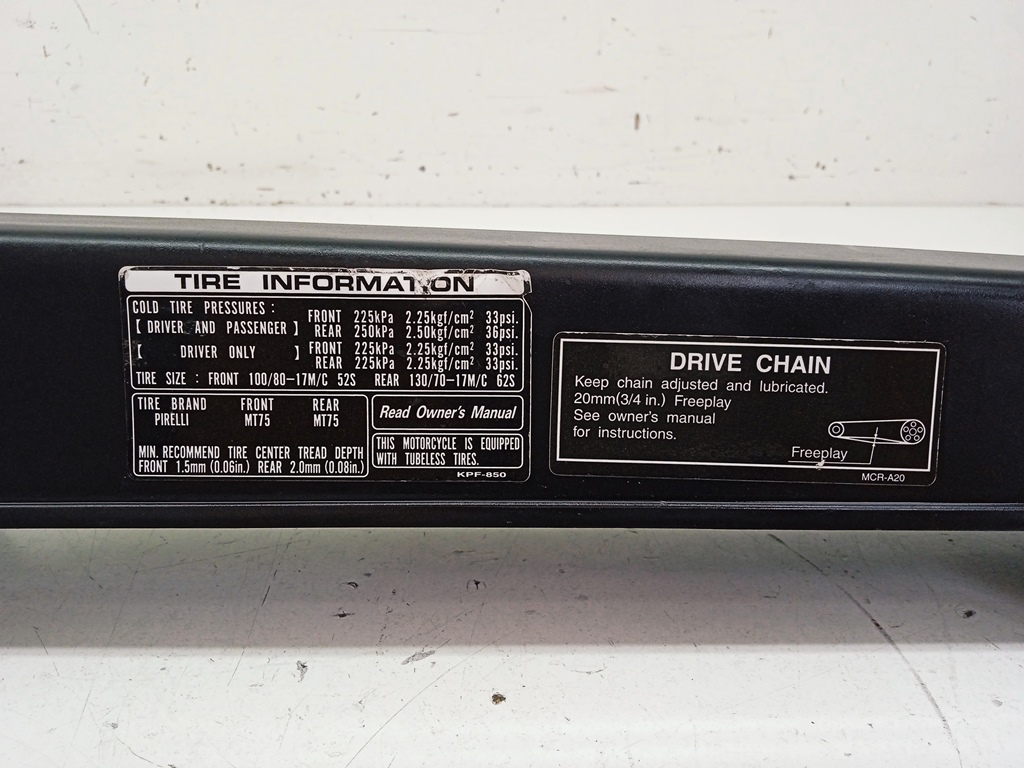 TIRE INFORMATION
COLD TIRE PRESSURES :
[ DRIVER AND PASSENGER ] FRONT 225kPa 2.25kgf/cm² 33psi.
REAR 250kPa 2.50kgf/cm² 36psi.
[ DRIVER ONLY ] FRONT 225kPa 2.25kgf/cm² 33psi.
REAR 225kPa 2.25kgf/cm² 33psi.
TIRE SIZE : FRONT 100/80-17M/C 52S REAR 130/70-17M/C 62S
TIRE BRAND FRONT REAR
PIRELLI MT75 MT75
MIN. RECOMMEND TIRE CENTER TREAD DEPTH
FRONT 1.5mm (0.06in.) REAR 2.0mm (0.08in.)
Read Owner's Manual
THIS MOTORCYCLE IS EQUIPPED
WITH TUBELESS TIRES.
KPF-850
DRIVE CHAIN
Keep chain adjusted and lubricated.
20mm(3/4 in.) Freeplay
See owner's manual
for instructions.
Freeplay
MCR-A20